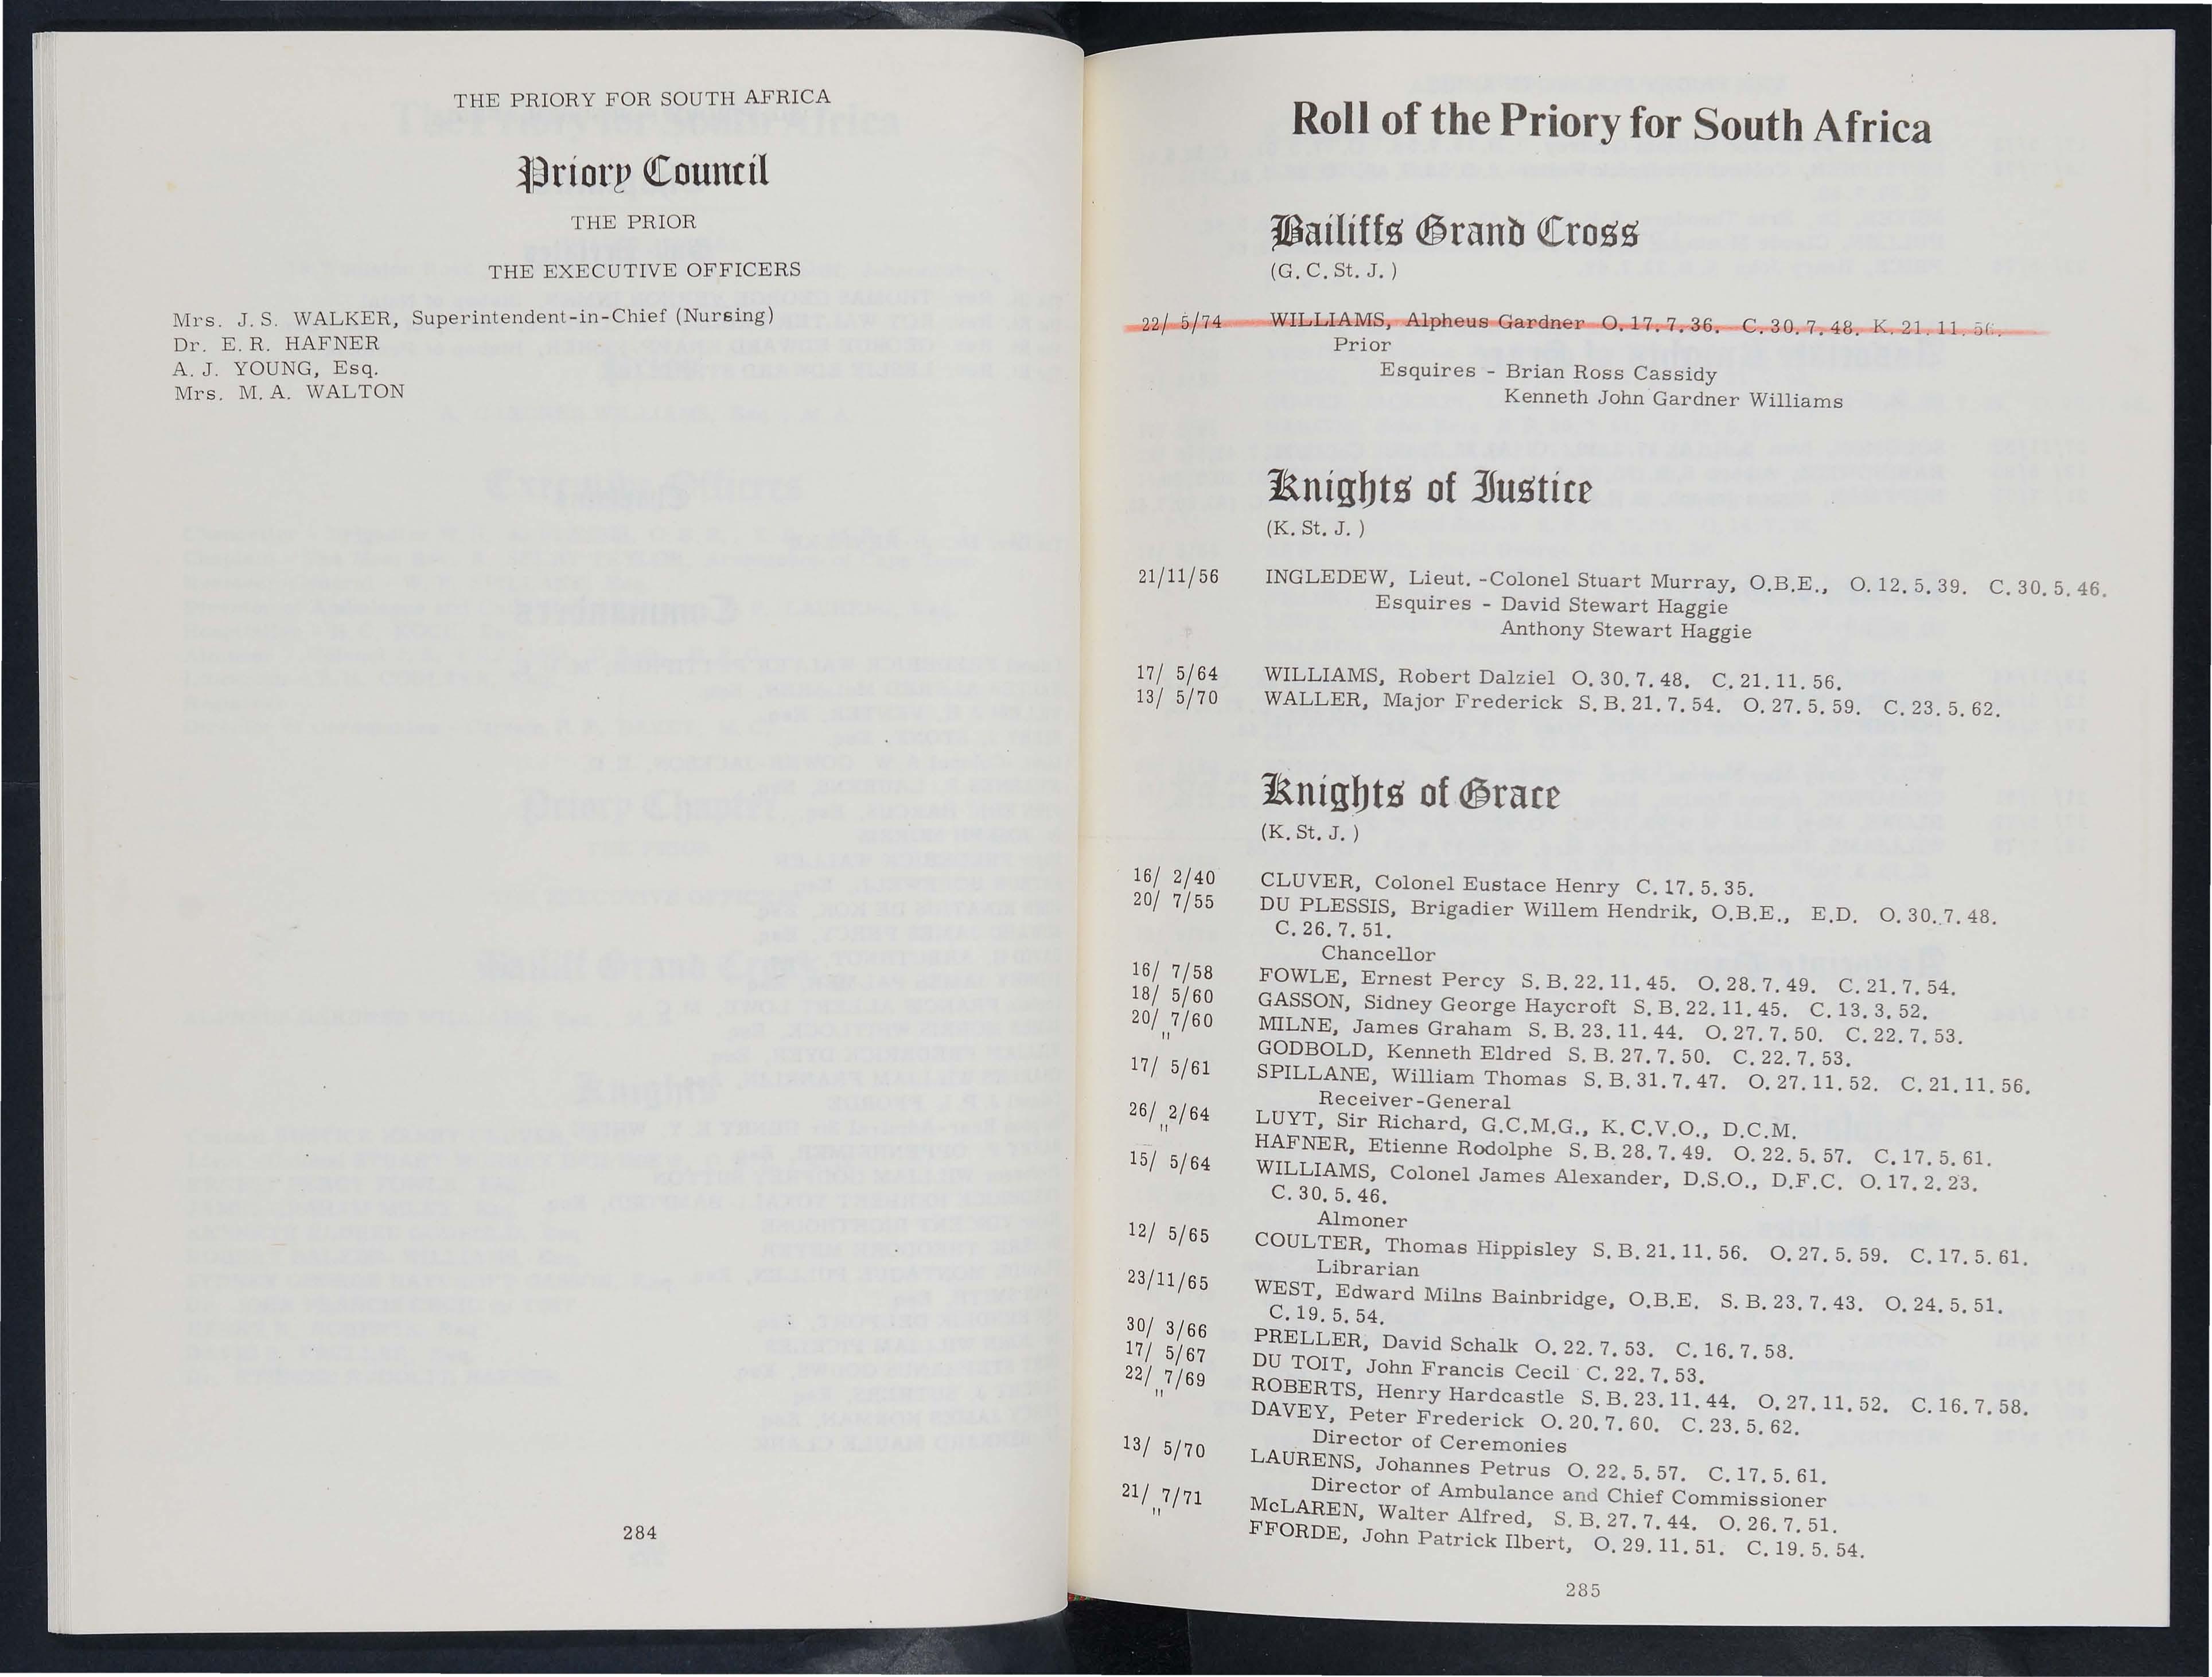 THE PRIORY FOR SOUTH AFRICA
Priory Council
THE PRIOR
THE EXECUTIVE OFFICERS
Mrs. J. S. WALKER, Superintendent-in-Chief (Nursing)
Dr. E. R. HAFNER
A. J. YOUNG, Esq.
Mrs. M. A. WALTON
284
Roll of the Priory for South Africa
Bailiffs Grand Cross
(G. C. St. J. )
22/ 5/74 WILLIAMS, Alpheus Gardner O. 17. 7. 36. C. 30. 7. 48. K. 21. 11. 56.
Prior
Esquires - Brian Ross Cassidy
Kenneth John Gardner Williams
Knights of Justice
(K. St. J. )
21/11/56 INGLEDEW, Lieut. -Colonel Stuart Murray, O.B.E., O. 12. 5. 39. C. 30. 5. 46.
Esquires - David Stewart Haggie
Anthony Stewart Haggie
17/ 5/64 WILLIAMS, Robert Dalziel O. 30. 7. 48. C. 21. 11. 56.
13/ 5/70 WALLER, Major Frederick S. B. 21. 7. 54. O. 27. 5. 59. C. 23. 5. 62.
Knights of Grace
(K. St. J. )
16/ 2/40 CLUVER, Colonel Eustace Henry C. 17. 5. 35.
20/ 7/55 DU PLESSIS, Brigadier Willem Hendrik, O.B.E., E.D. O. 30. 7. 48.
C. 26. 7. 51.
Chancellor
16/ 7/58 FOWLE, Ernest Percy S. B. 22. 11. 45. O. 28. 7. 49. C. 21. 7. 54.
18/ 5/60 GASSON, Sidney George Haycroft S. B. 22. 11. 45. C. 13. 3. 52.
20/ 7/60 MILNE, James Graham S. B. 23. 11. 44. O. 27. 7. 50. C. 22. 7. 53.
" GODBOLD, Kenneth Eldred S. B. 27. 7. 50. C. 22. 7. 53.
17/ 5/61 SPILLANE, William Thomas S. B. 31. 7. 47. O. 27. 11. 52. C. 21. 11. 56.
Receiver-General
26/ 2/64 LUYT, Sir Richard, G.C.M.G., K.C.V.O., D.C.M.
" HAFNER, Etienne Rodolphe S. B. 28. 7. 49. O. 22. 5. 57. C. 17. 5. 61.
15/ 5/64 WILLIAMS, Colonel James Alexander, D.S.O., D.F.C. O. 17. 2. 23.
C. 30. 5. 46.
Almoner
12/ 5/65 COULTER, Thomas Hippisley S. B. 21. 11. 56. O. 27. 5. 59. C. 17. 5. 61.
Librarian
23/11/65 WEST, Edward Milns Bainbridge, O.B.E. S. B. 23. 7. 43. O. 24. 5. 51.
C. 19. 5. 54.
30/ 3/66 PRELLER, David Schalk O. 22. 7. 53. C. 16. 7. 58.
17/ 5/67 DU TOIT, John Francis Cecil C. 22. 7. 53.
22/ 7/69 ROBERTS, Henry Hardcastle S. B. 23. 11. 44. O. 27. 11. 52. C. 16. 7. 58.
" DAVEY, Peter Frederick O. 20. 7. 60. C. 23. 5. 62.
Director of Ceremonies
13/ 5/70 LAURENS, Johannes Petrus O. 22. 5. 57. C. 17. 5. 61.
Director of Ambulance and Chief Commissioner
21/ 7/71 McLAREN, Walter Alfred, S. B. 27. 7. 44. O. 26. 7. 51.
" FFORDE, John Patrick Ilbert, O. 29. 11. 51. C. 19. 5. 54.
285